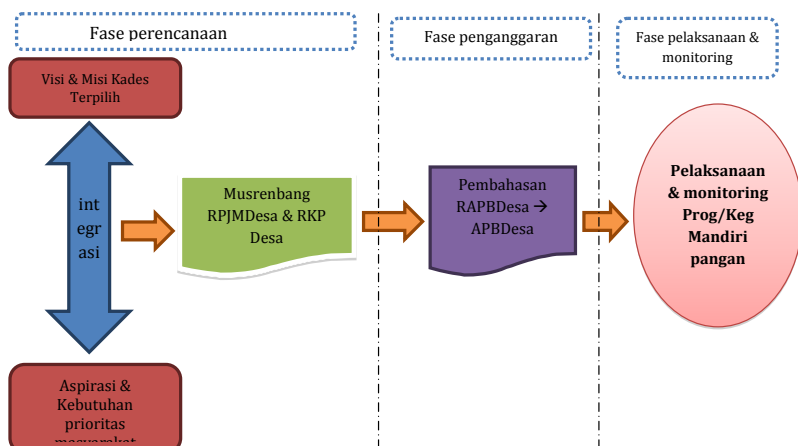 Fase perencanaan
Fase penganggaran
Fase pelaksanaan &
monitoring
Visi & Misi Kades
Terpilih
int
egr
asi
Musrenbang
RPJMDesa & RKP
Desa
Pembahasan
RAPBDesa →
APBDesa
Pelaksanaan
& monitoring
Prog/Keg
Mandiri
pangan
Aspirasi &
Kebutuhan
prioritas
masyarakat